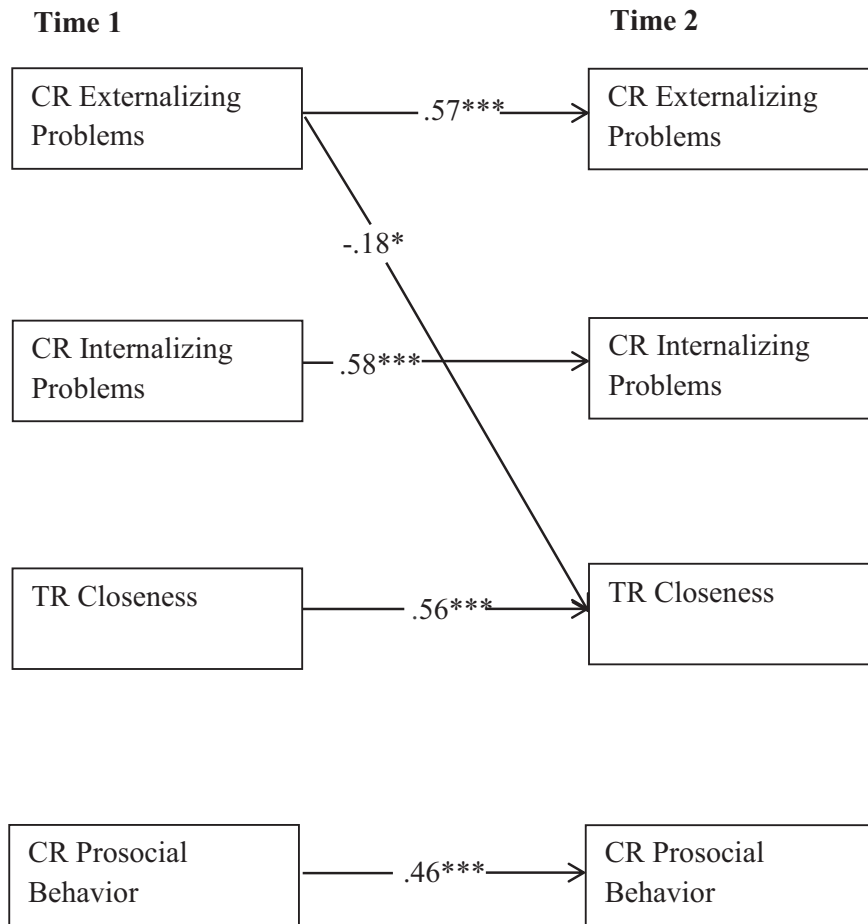 Time 1
Time 2
CR Externalizing
Problems
.57***
CR Externalizing
Problems
-.18*
CR Internalizing
Problems
.58***
CR Internalizing
Problems
TR Closeness
.56***
TR Closeness
CR Prosocial
Behavior
.46***
CR Prosocial
Behavior